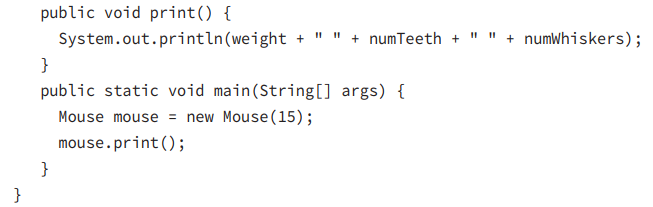 public void print() {
System.out.println(weight + " " + numTeeth + " " + numWhiskers);
}
public static void main(String[] args) {
Mouse mouse = new Mouse(15);
mouse.print();
}
}